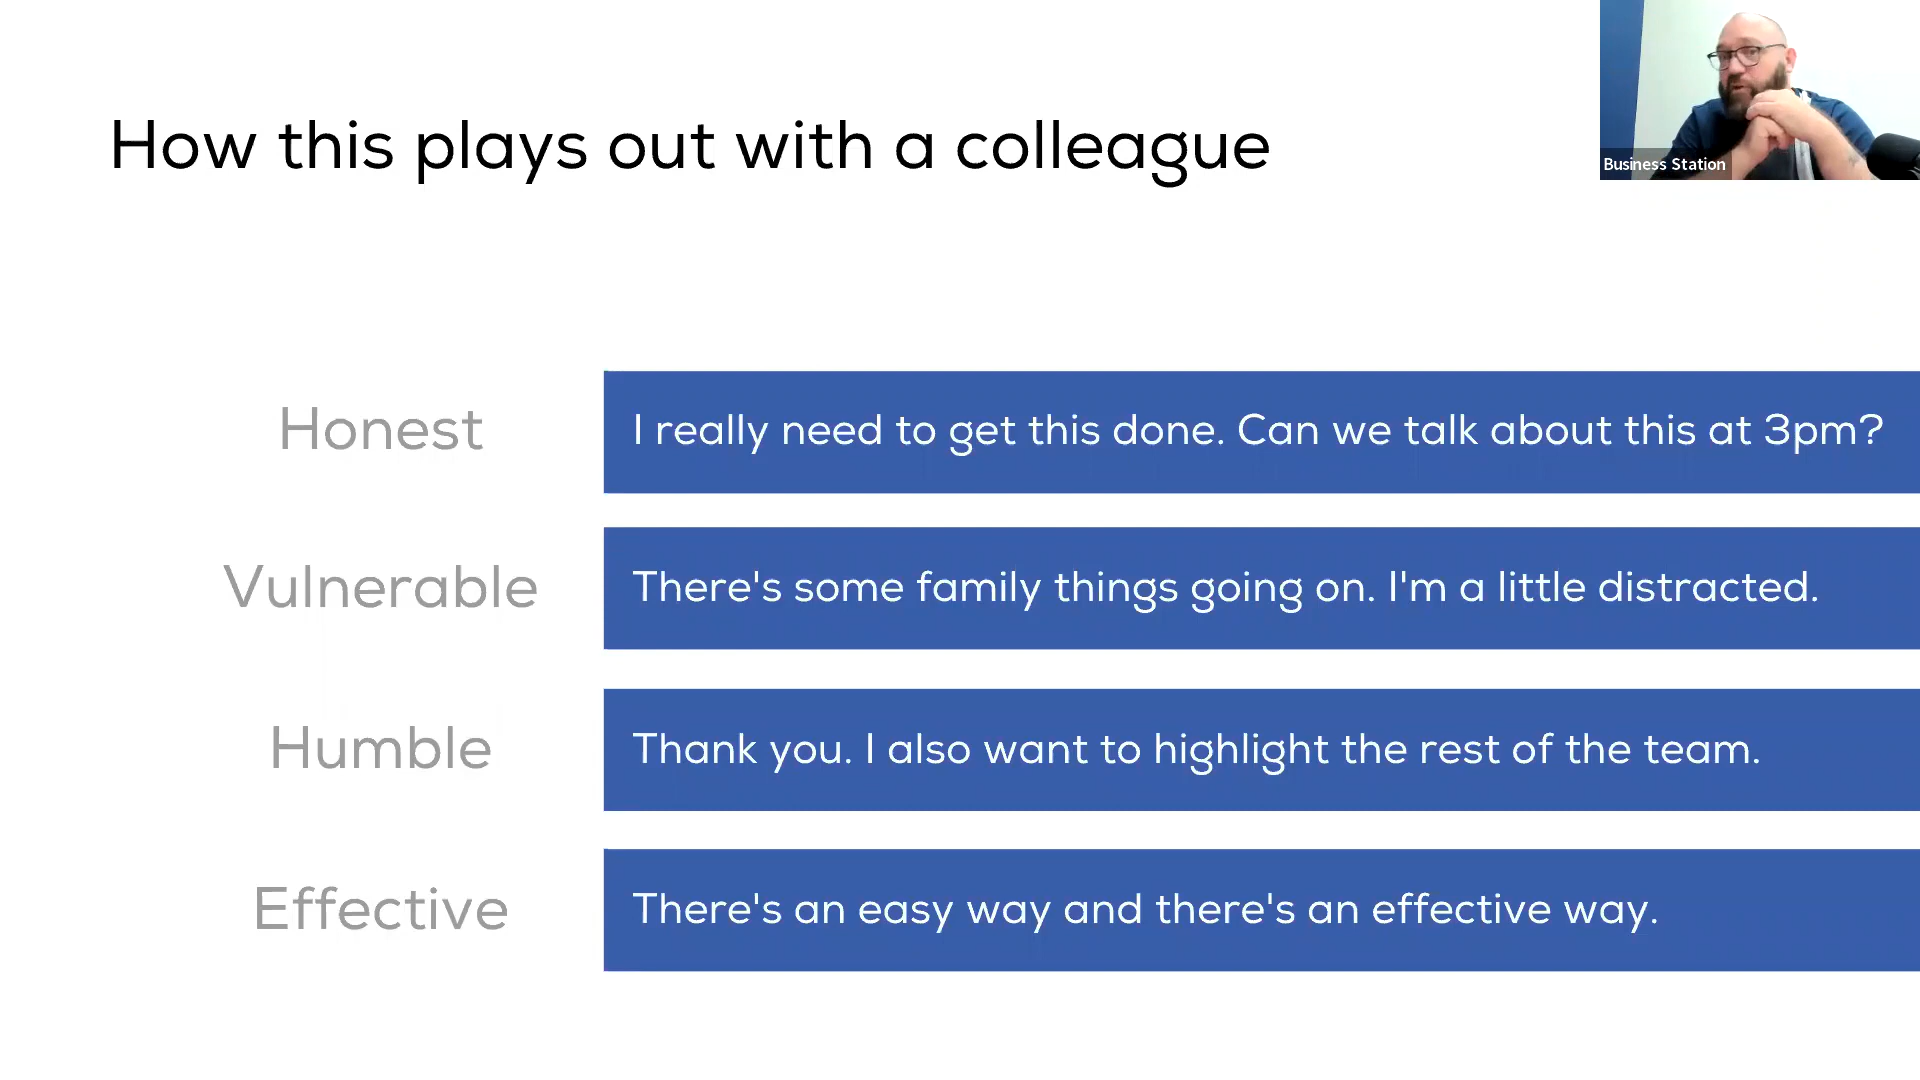 How this plays out with a colleague
Business Station
Honest
I really need to get this done. Can we talk about this at 3pm?
Vulnerable
There's some family things going on. I'm a little distracted.
Humble
Thank you. I also want to highlight the rest of the team.
Effective
There's an easy way and there's an effective way.